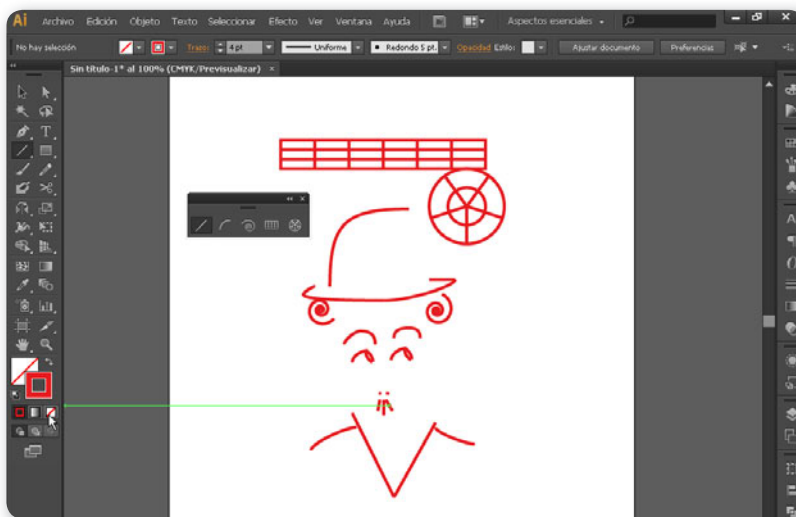 Ai Archivo Edición Objeto Texto Seleccionar Efecto Ver Ventana Ayuda Aspectos esenciales
No hay selección Trazo: 4 pt Uniforme Redondo 5 pt. Opacidad Estilo: Ajustar documento Preferencias
Sin título-1* al 100% (CMYK/Previsualizar) ×